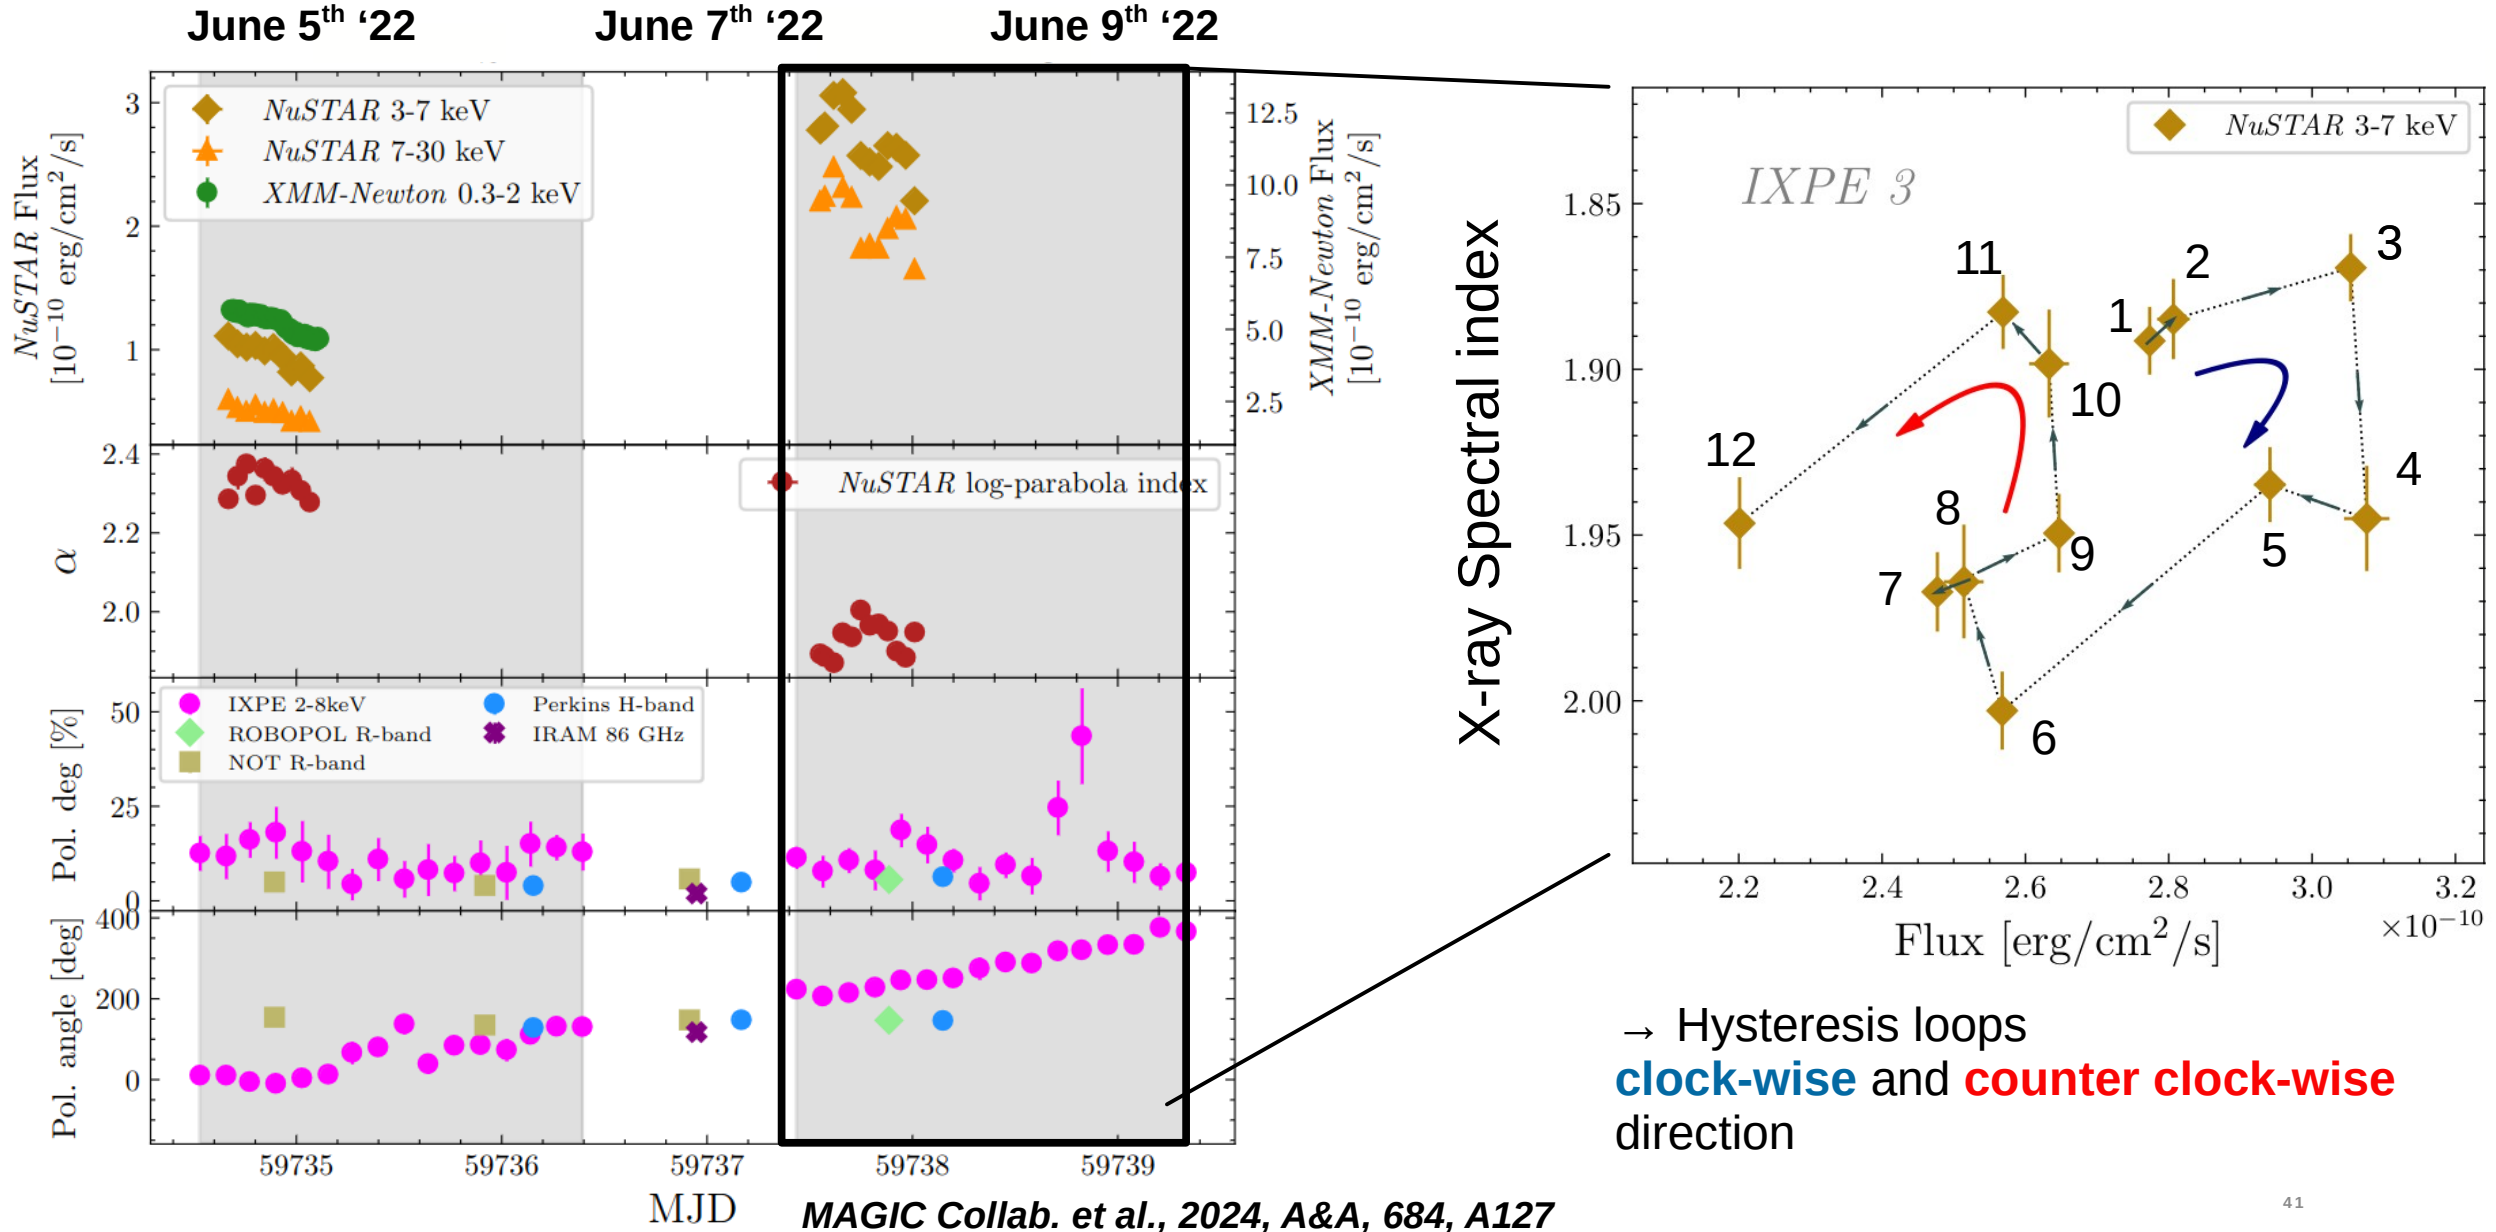 June 5th ‘22
June 7th ‘22
June 9th ‘22
NuSTAR Flux
[10−10 erg/cm2/s]
3
2
1
NuSTAR 3-7 keV
NuSTAR 7-30 keV
XMM-Newton 0.3-2 keV
12.5
10.0
7.5
5.0
2.5
XMM-Newton Flux
[10−10 erg/cm2/s]
α
2.4
2.2
2.0
NuSTAR log-parabola index
Pol. deg [%]
50
25
0
IXPE 2-8keV
ROBOPOL R-band
NOT R-band
Perkins H-band
IRAM 86 GHz
Pol. angle [deg]
400
200
0
59735
59736
59737
59738
59739
MJD
MAGIC Collab. et al., 2024, A&A, 684, A127
X-ray Spectral index
1.85
1.90
1.95
2.00
NuSTAR 3-7 keV
IXPE 3
1
2
3
4
5
6
7
8
9
10
11
12
2.2
2.4
2.6
2.8
3.0
3.2
×10−10
Flux [erg/cm2/s]
→ Hysteresis loops
clock-wise and counter clock-wise
direction
41